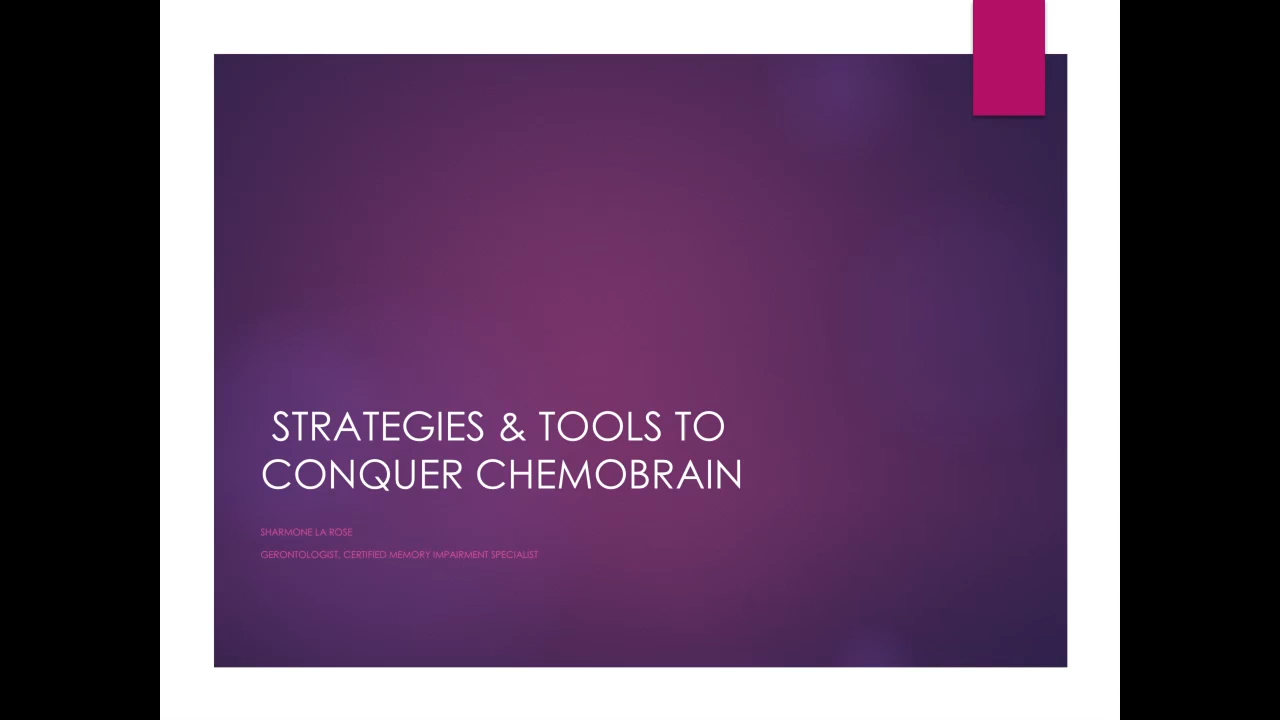 STRATEGIES & TOOLS TO
CONQUER CHEMOBRAIN
SHARMONE LA ROSE
GERONTOLOGIST, CERTIFIED MEMORY IMPAIRMENT SPECIALIST